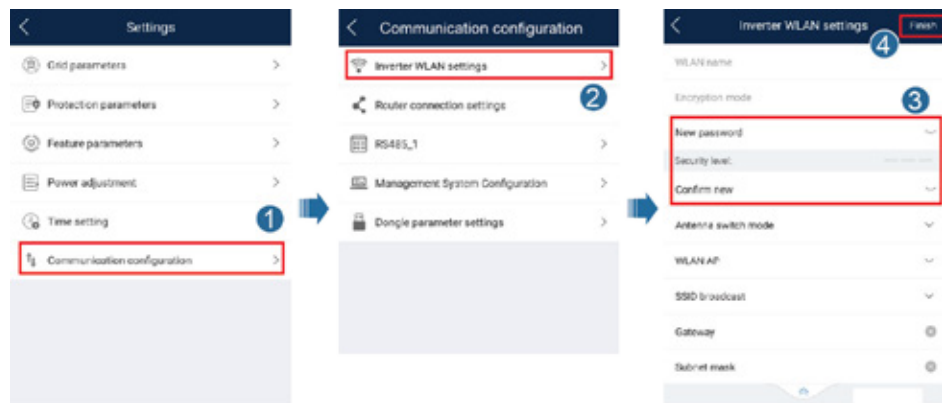 Settings
Grid parameters
Protection parameters
Feature parameters
Power adjustment
Time setting
1
Communication configuration
Communication configuration
Inverter WLAN settings
2
Router connection settings
RS485_1
Management System Configuration
Dongle parameter settings
Inverter WLAN settings
Finish
4
WLAN name
Encryption mode
3
New password
Security level:
Confirm new
Antenna switch mode
WLAN AP
SSID broadcast
Gateway
Subnet mask